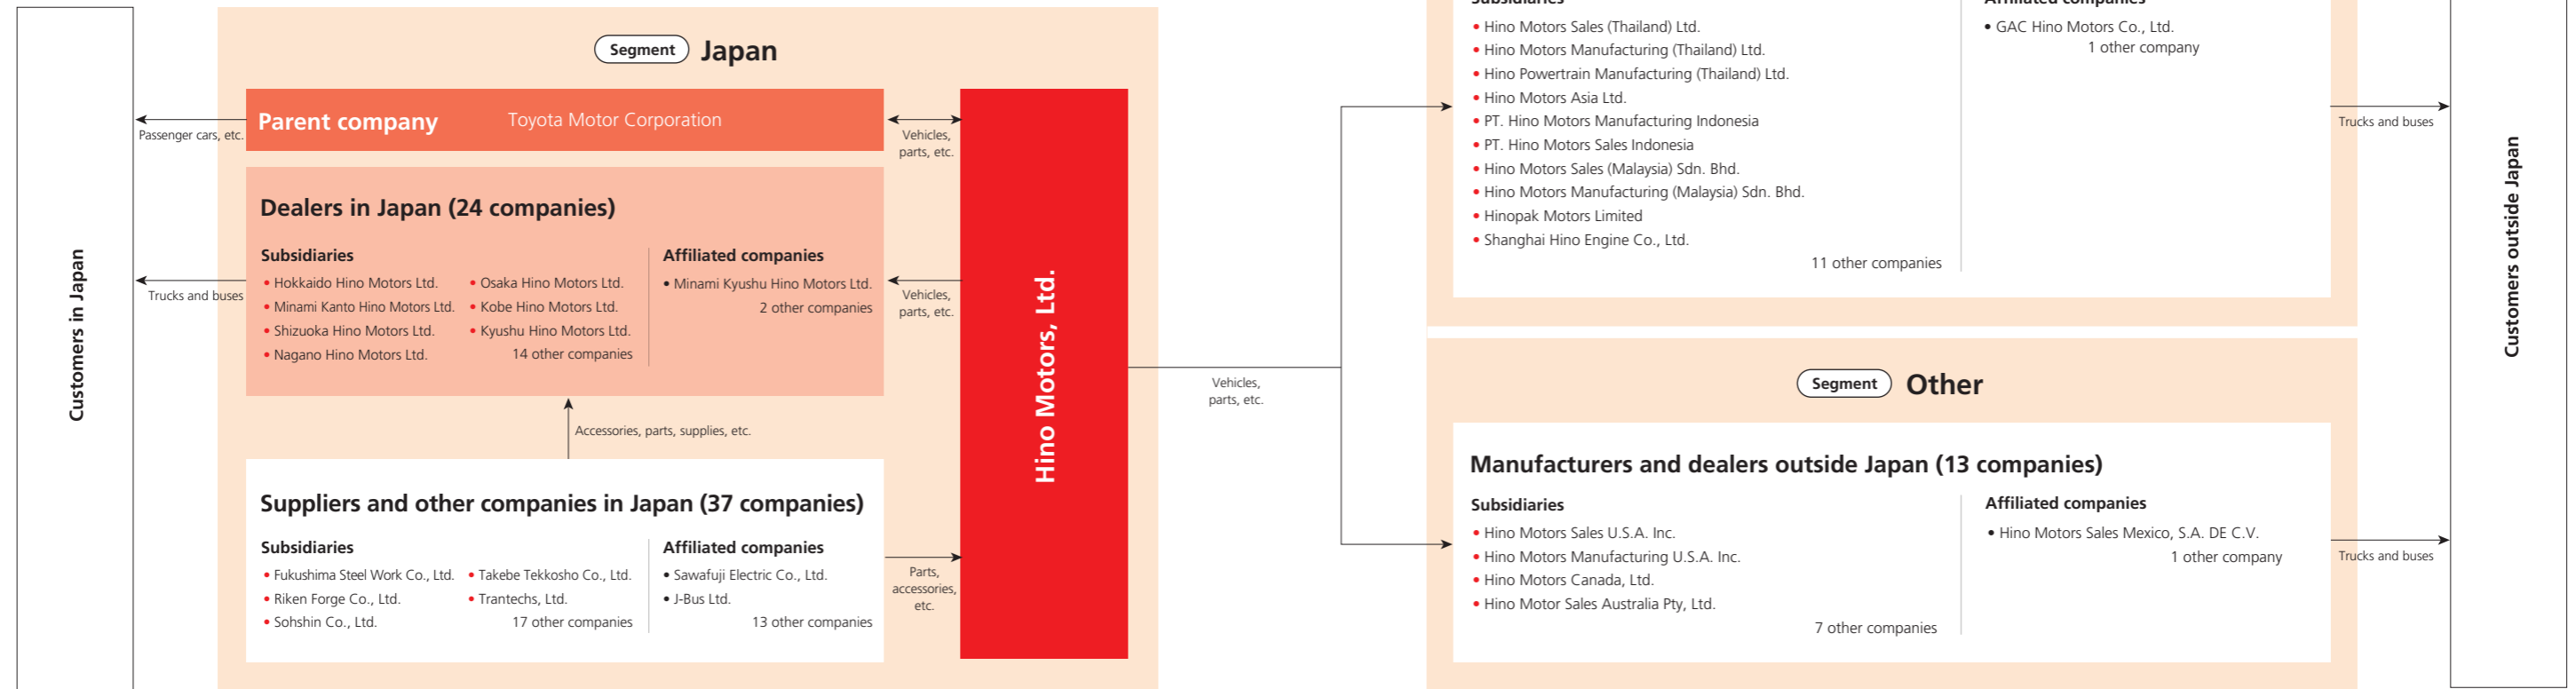 Customers in Japan
Segment Japan
Parent company Toyota Motor Corporation
Passenger cars, etc.
Vehicles,
parts, etc.
Dealers in Japan (24 companies)
Subsidiaries
• Hokkaido Hino Motors Ltd.
• Minami Kanto Hino Motors Ltd.
• Shizuoka Hino Motors Ltd.
• Nagano Hino Motors Ltd.
• Osaka Hino Motors Ltd.
• Kobe Hino Motors Ltd.
• Kyushu Hino Motors Ltd.
14 other companies
Affiliated companies
• Minami Kyushu Hino Motors Ltd.
2 other companies
Trucks and buses
Vehicles,
parts, etc.
Accessories, parts, supplies, etc.
Suppliers and other companies in Japan (37 companies)
Subsidiaries
• Fukushima Steel Work Co., Ltd.
• Riken Forge Co., Ltd.
• Sohshin Co., Ltd.
• Takebe Tekkosho Co., Ltd.
• Trantechs, Ltd.
17 other companies
Affiliated companies
• Sawafuji Electric Co., Ltd.
• J-Bus Ltd.
13 other companies
Parts,
accessories,
etc.
Hino Motors, Ltd.
Vehicles,
parts, etc.
Subsidiaries
• Hino Motors Sales (Thailand) Ltd.
• Hino Motors Manufacturing (Thailand) Ltd.
• Hino Powertrain Manufacturing (Thailand) Ltd.
• Hino Motors Asia Ltd.
• PT. Hino Motors Manufacturing Indonesia
• PT. Hino Motors Sales Indonesia
• Hino Motors Sales (Malaysia) Sdn. Bhd.
• Hino Motors Manufacturing (Malaysia) Sdn. Bhd.
• Hinopak Motors Limited
• Shanghai Hino Engine Co., Ltd.
11 other companies
Affiliated companies
• GAC Hino Motors Co., Ltd.
1 other company
Trucks and buses
Segment Other
Manufacturers and dealers outside Japan (13 companies)
Subsidiaries
• Hino Motors Sales U.S.A. Inc.
• Hino Motors Manufacturing U.S.A. Inc.
• Hino Motors Canada, Ltd.
• Hino Motor Sales Australia Pty, Ltd.
7 other companies
Affiliated companies
• Hino Motors Sales Mexico, S.A. DE C.V.
1 other company
Trucks and buses
Customers outside Japan